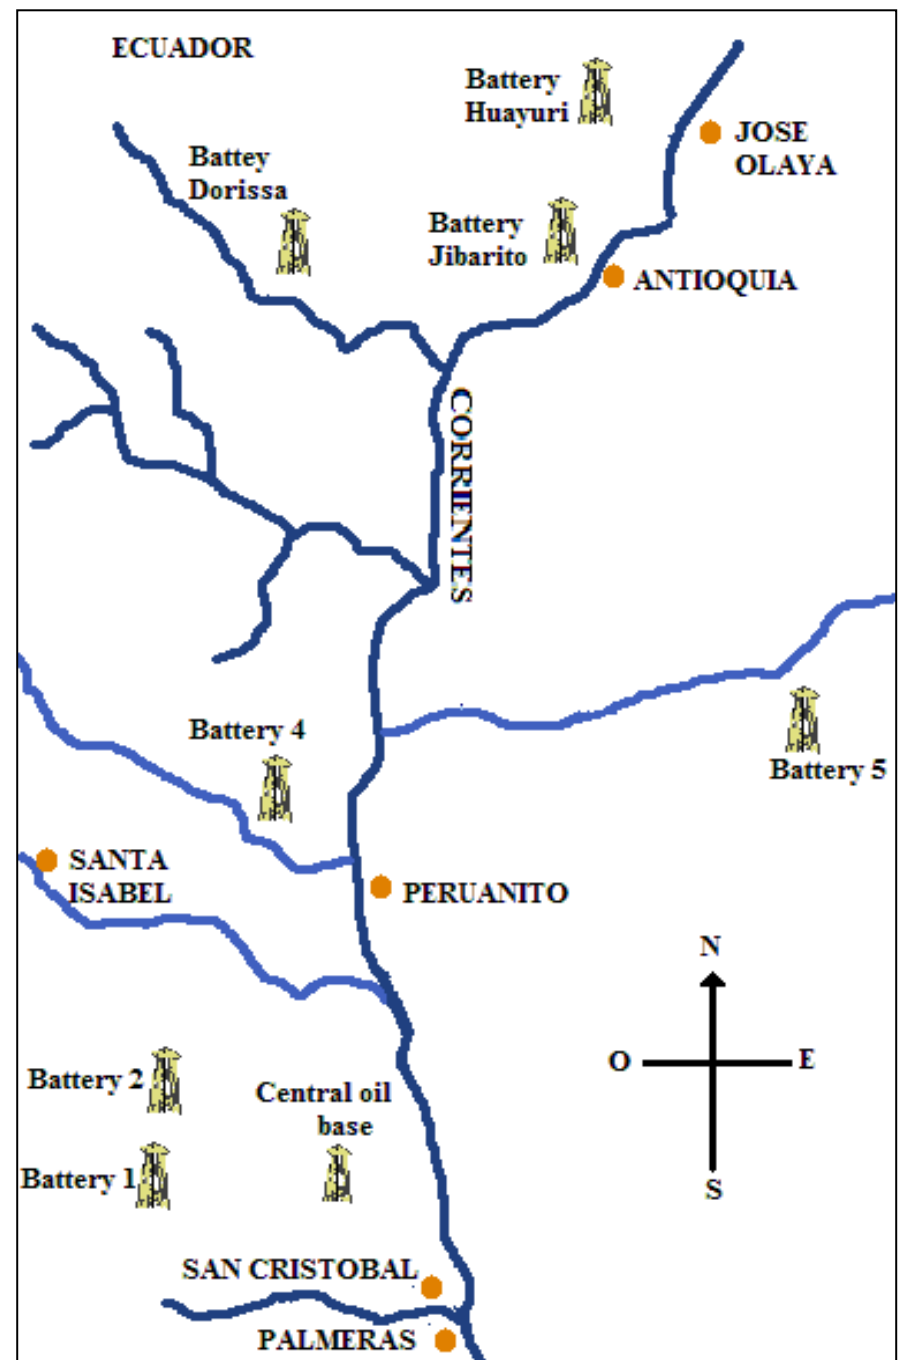 ECUADOR
Battery
Huayuri
JOSE
OLAYA
Battey
Dorissa
Battery
Jibarito
ANTIOQUIA
CORRIENTES
Battery 4
Battery 5
SANTA
ISABEL
PERUANITO
N
O
E
S
Battery 2
Central oil
base
Battery 1
SAN CRISTOBAL
PALMERAS